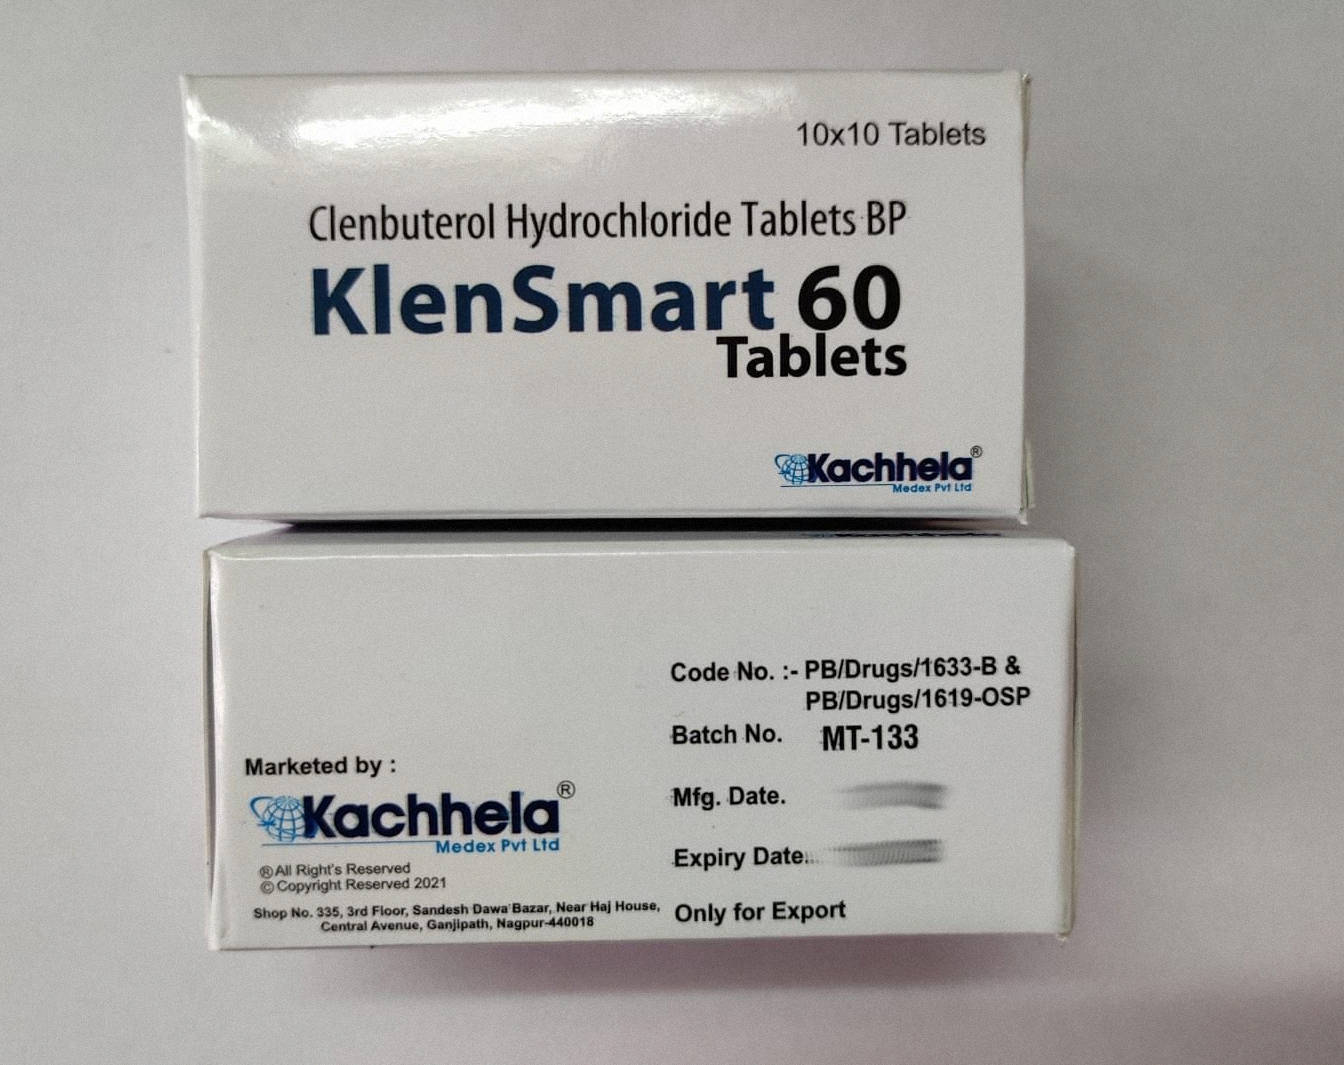 10x10 Tablets
Clenbuterol Hydrochloride Tablets BP
KlenSmart 60
Tablets
Kachhela®
Medex Pvt Ltd
Code No. :- PB/Drugs/1633-B &
PB/Drugs/1619-OSP
Batch No. MT-133
Mfg. Date.
Expiry Date.
Only for Export
Marketed by :
Kachhela®
Medex Pvt Ltd
® All Right's Reserved
© Copyright Reserved 2021
Shop No. 335, 3rd Floor, Sandesh Dawa Bazar, Near Haj House,
Central Avenue, Ganjipath, Nagpur-440018